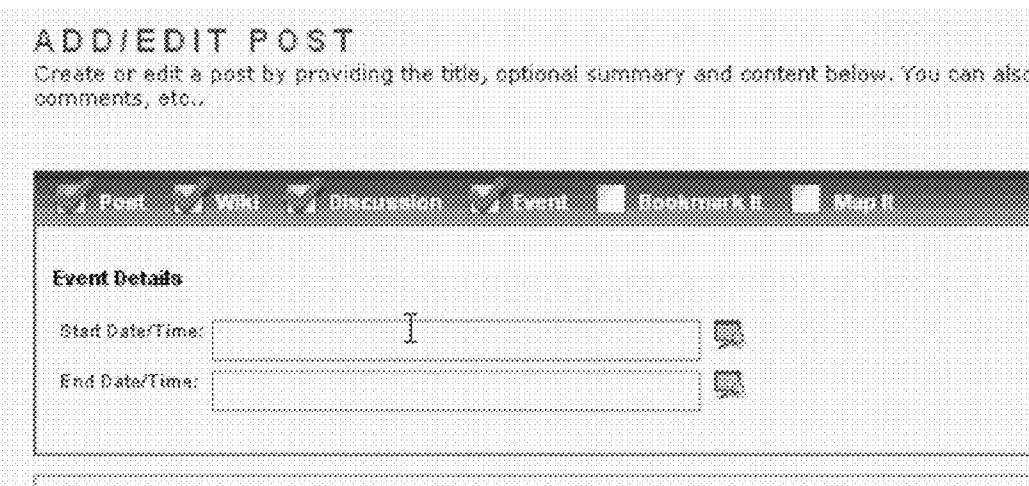 ADD/EDIT POST
Create or edit a post by providing the title, optional summary and content below. You can also
comments, etc..
Post Wiki Discussion Event Bookmark It Map It
Event Details
Start Date/Time:
End Date/Time: